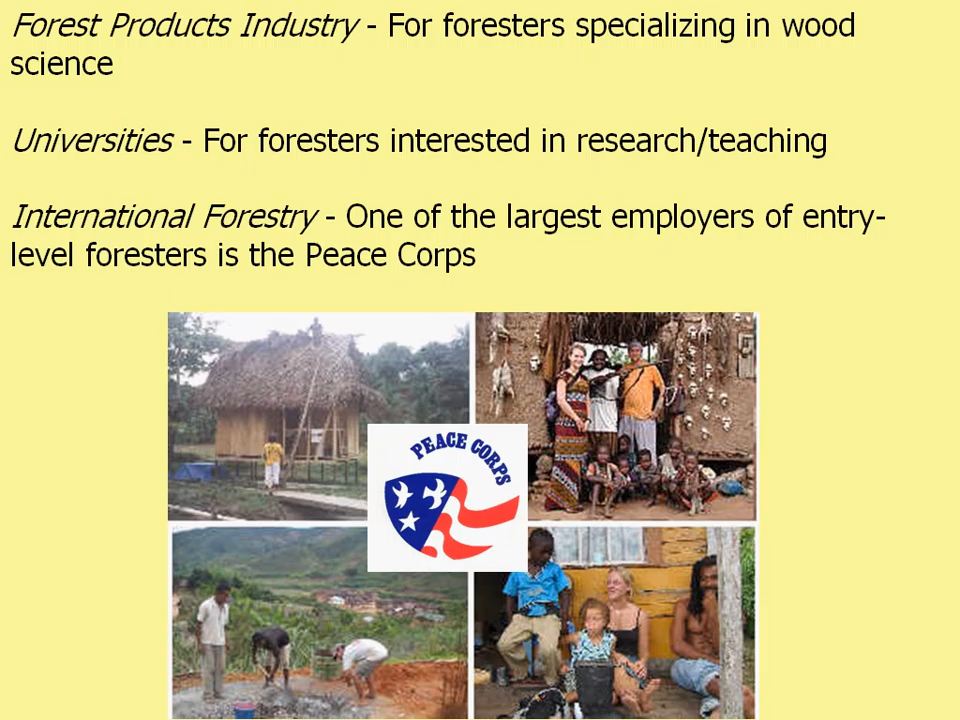 Forest Products Industry - For foresters specializing in wood
science
Universities - For foresters interested in research/teaching
International Forestry - One of the largest employers of entry-
level foresters is the Peace Corps
PEACE CORPS